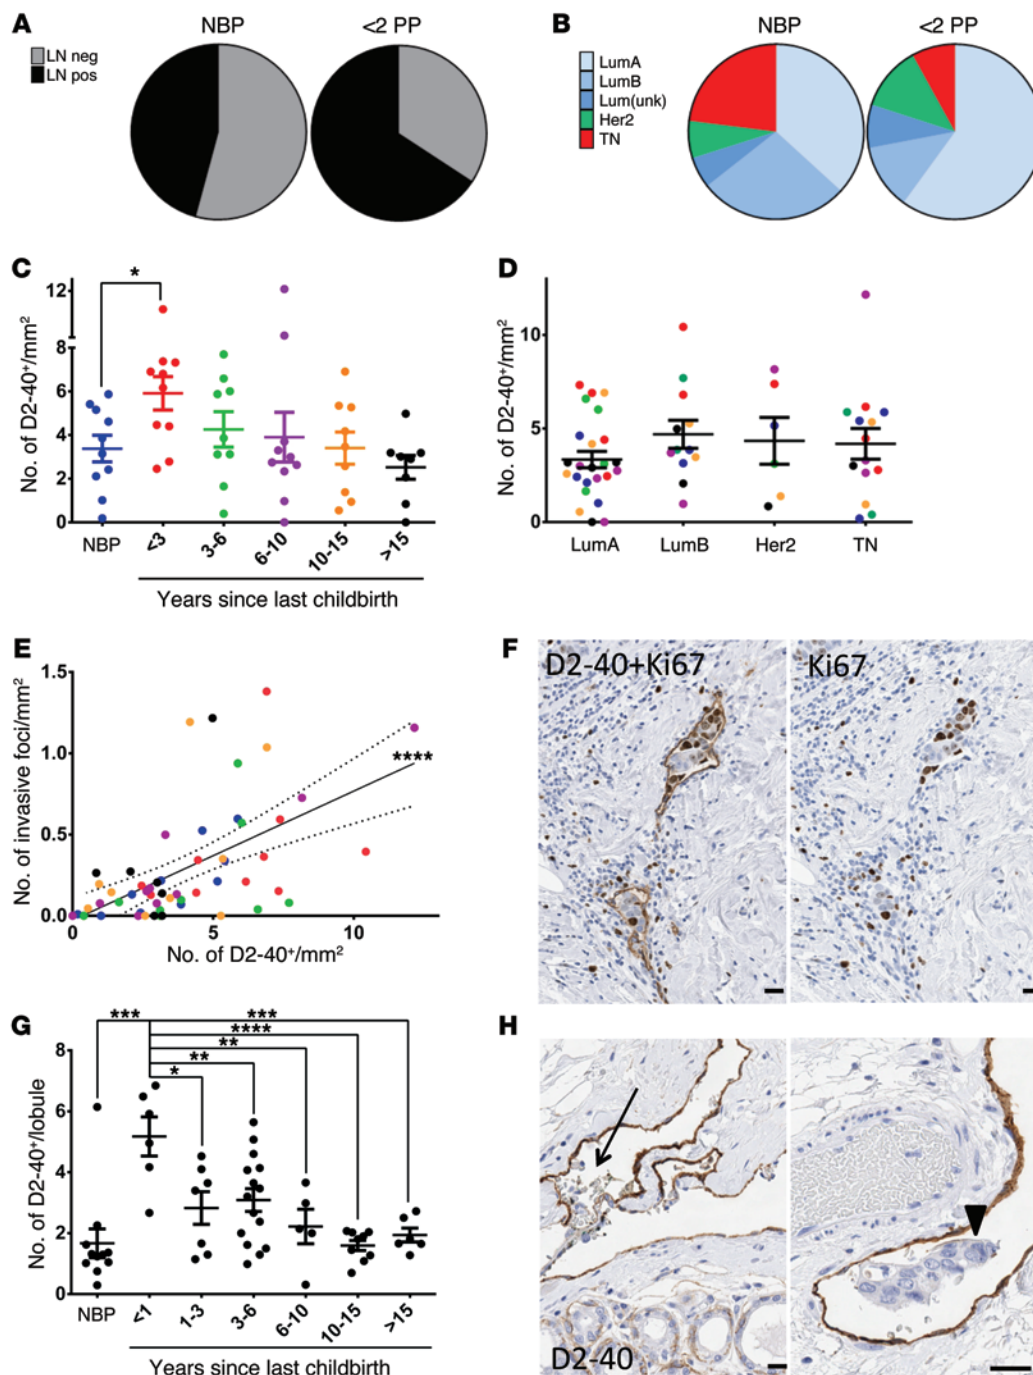 A
NBP
<2 PP
LN neg
LN pos
B
NBP
<2 PP
LumA
LumB
Lum(unk)
Her2
TN
C
*
No. of D2-40⁺/mm²
12
8
6
4
2
0
NBP
<3
3-6
6-10
10-15
>15
Years since last childbirth
D
No. of D2-40⁺/mm²
10
5
0
LumA
LumB
Her2
TN
E
No. of invasive foci/mm²
1.5
1.0
0.5
0.0
****
0
5
10
No. of D2-40⁺/mm²
F
D2-40+Ki67
Ki67
G
No. of D2-40⁺/lobule
8
6
4
2
0
***
***
****
**
**
*
NBP
<1
1-3
3-6
6-10
10-15
>15
Years since last childbirth
H
D2-40